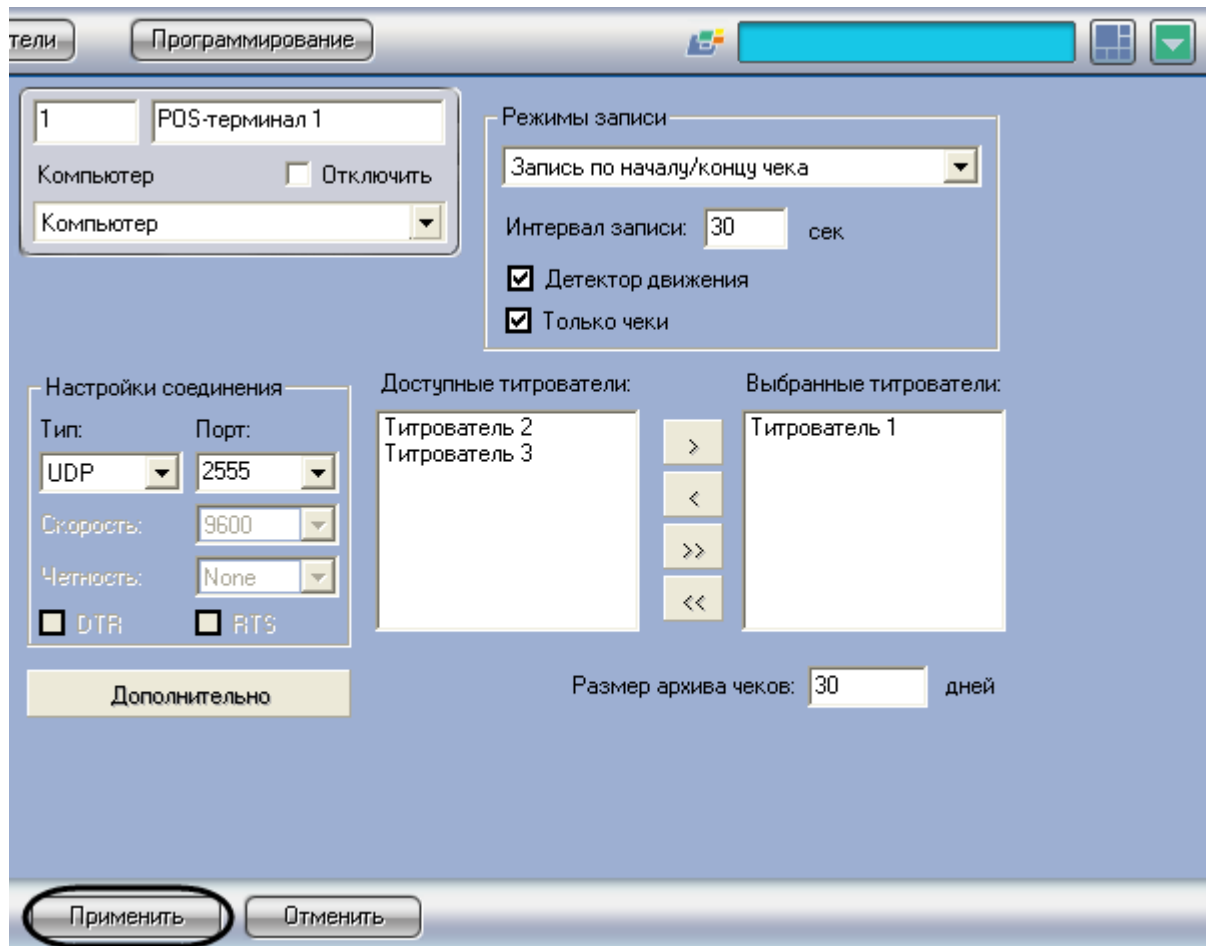 тели
Программирование
1
POS-терминал 1
Компьютер
Отключить
Компьютер
Режимы записи
Запись по началу/концу чека
Интервал записи: 30 сек
Детектор движения
Только чеки
Настройки соединения
Тип: Порт:
UDP 2555
Скорость: 9600
Четность: None
DTR RTS
Дополнительно
Доступные титрователи:
Титрователь 2
Титрователь 3
>
<
>>
<<
Выбранные титрователи:
Титрователь 1
Размер архива чеков: 30 дней
Применить
Отменить